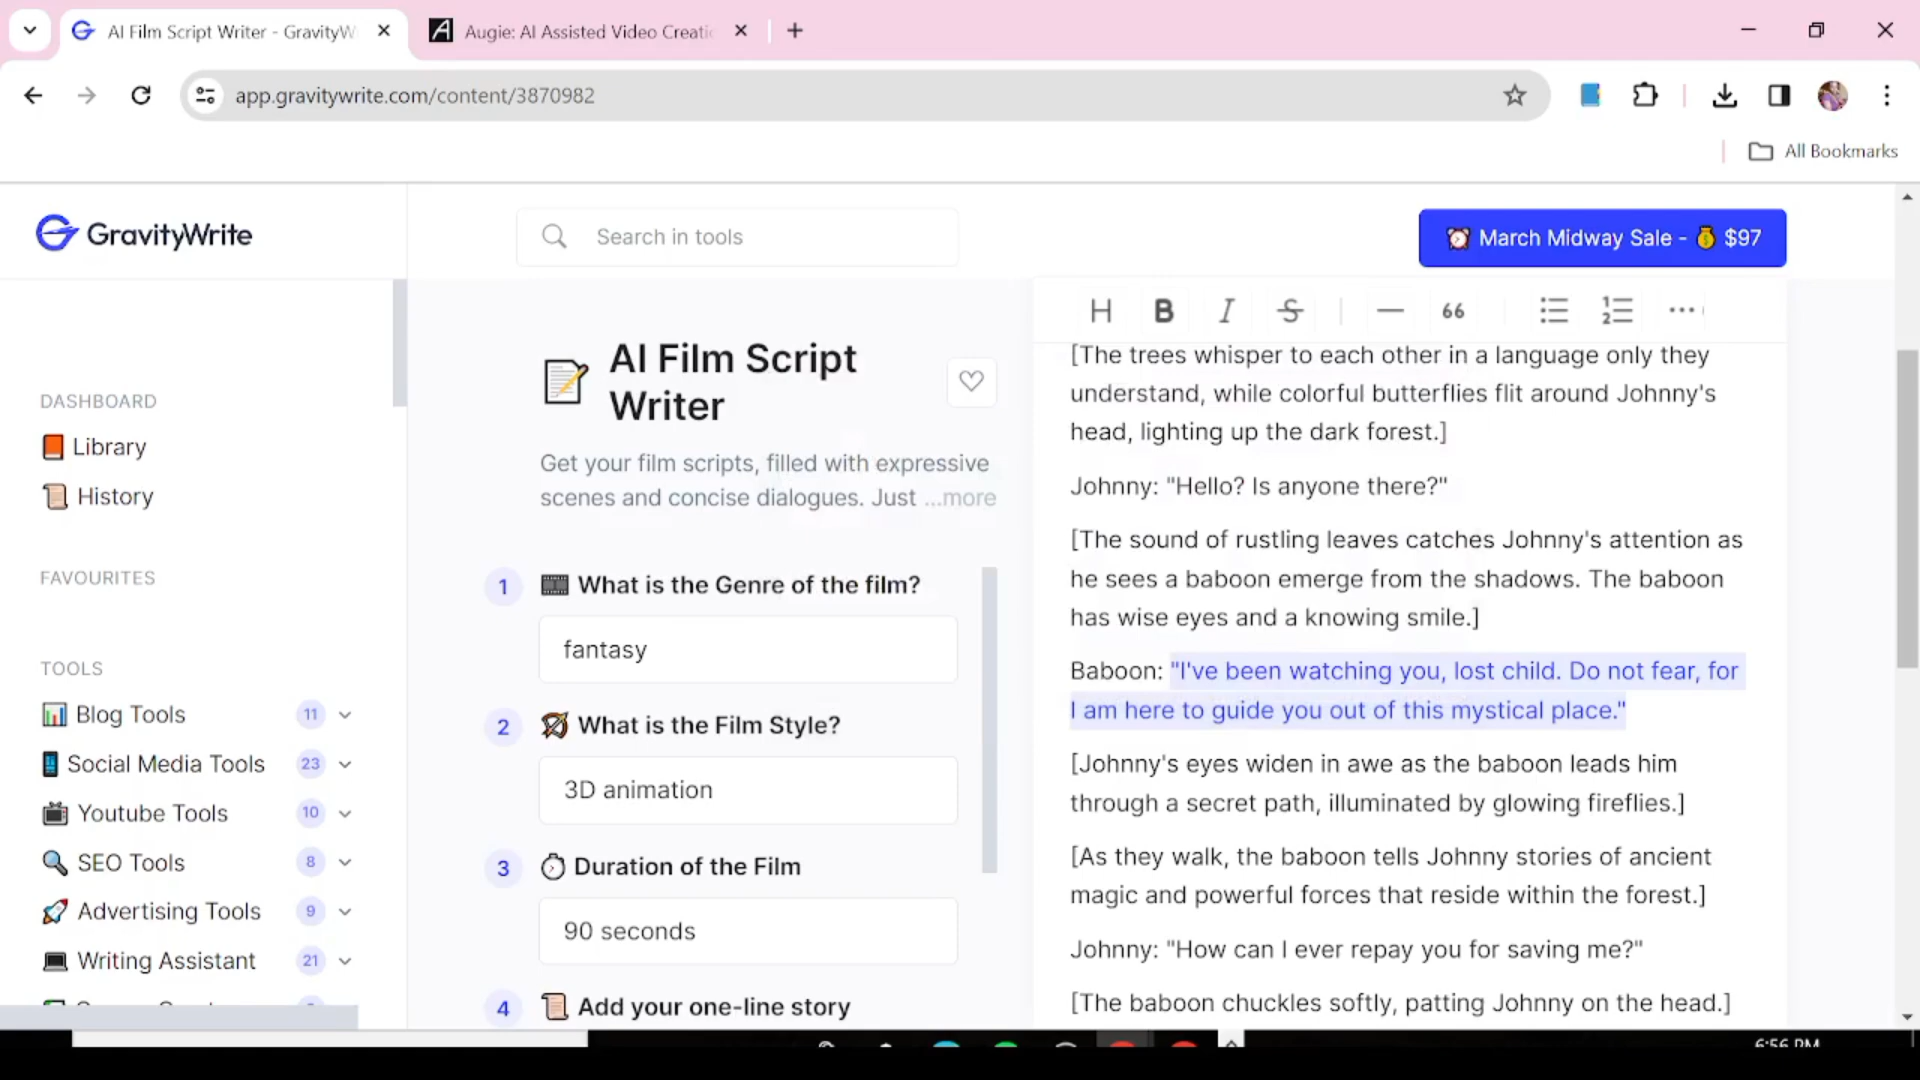 AI Film Script Writer - GravityW
Augie: AI Assisted Video Creati
app.gravitywrite.com/content/3870982
All Bookmarks
GravityWrite
Search in tools
March Midway Sale - $97
DASHBOARD
Library
History
FAVOURITES
TOOLS
Blog Tools 11
Social Media Tools 23
Youtube Tools 10
SEO Tools 8
Advertising Tools 9
Writing Assistant 21
AI Film Script
Writer
Get your film scripts, filled with expressive
scenes and concise dialogues. Just ...more
1 What is the Genre of the film?
fantasy
2 What is the Film Style?
3D animation
3 Duration of the Film
90 seconds
4 Add your one-line story
H B I S 66
[The trees whisper to each other in a language only they
understand, while colorful butterflies flit around Johnny's
head, lighting up the dark forest.]
Johnny: "Hello? Is anyone there?"
[The sound of rustling leaves catches Johnny's attention as
he sees a baboon emerge from the shadows. The baboon
has wise eyes and a knowing smile.]
Baboon: "I've been watching you, lost child. Do not fear, for
I am here to guide you out of this mystical place."
[Johnny's eyes widen in awe as the baboon leads him
through a secret path, illuminated by glowing fireflies.]
[As they walk, the baboon tells Johnny stories of ancient
magic and powerful forces that reside within the forest.]
Johnny: "How can I ever repay you for saving me?"
[The baboon chuckles softly, patting Johnny on the head.]
6:56 PM